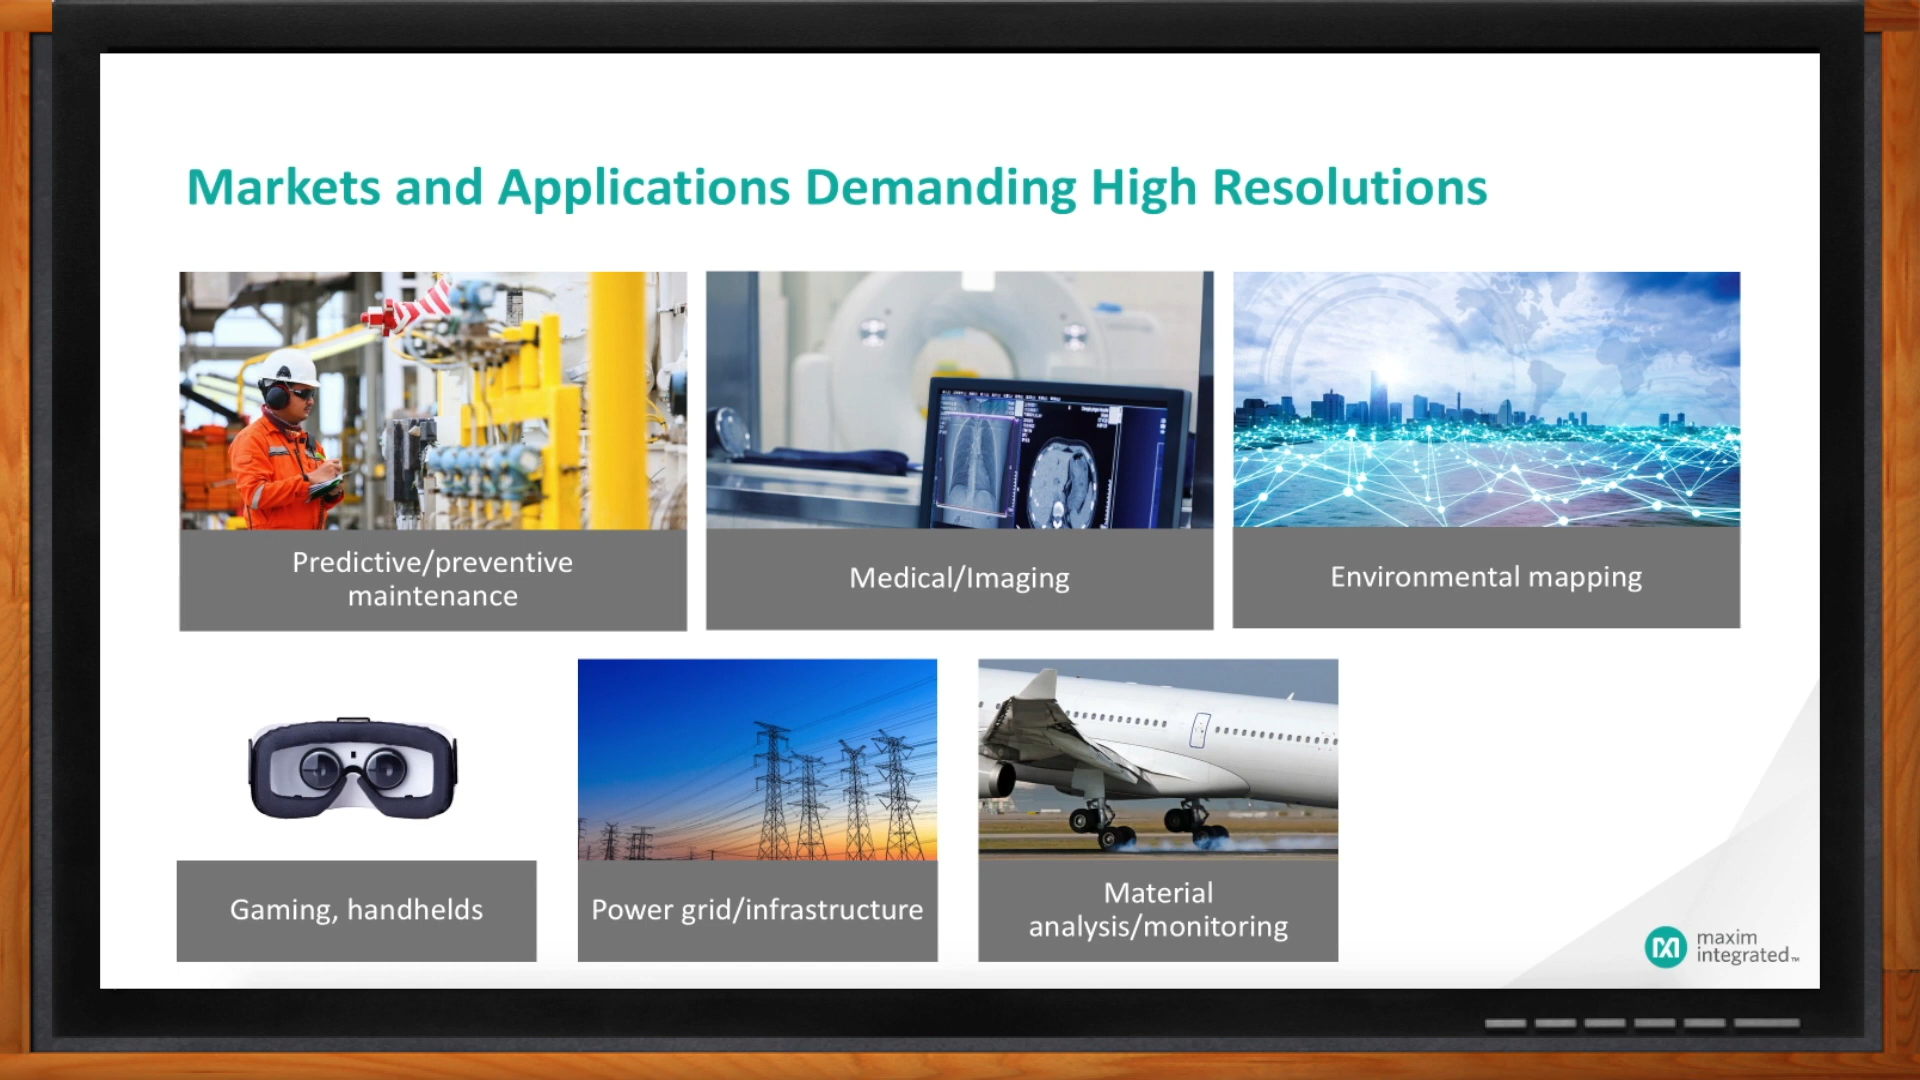 Markets and Applications Demanding High Resolutions
Predictive/preventive
maintenance
Medical/Imaging
Environmental mapping
Gaming, handhelds
Power grid/infrastructure
Material
analysis/monitoring
maxim
integrated™